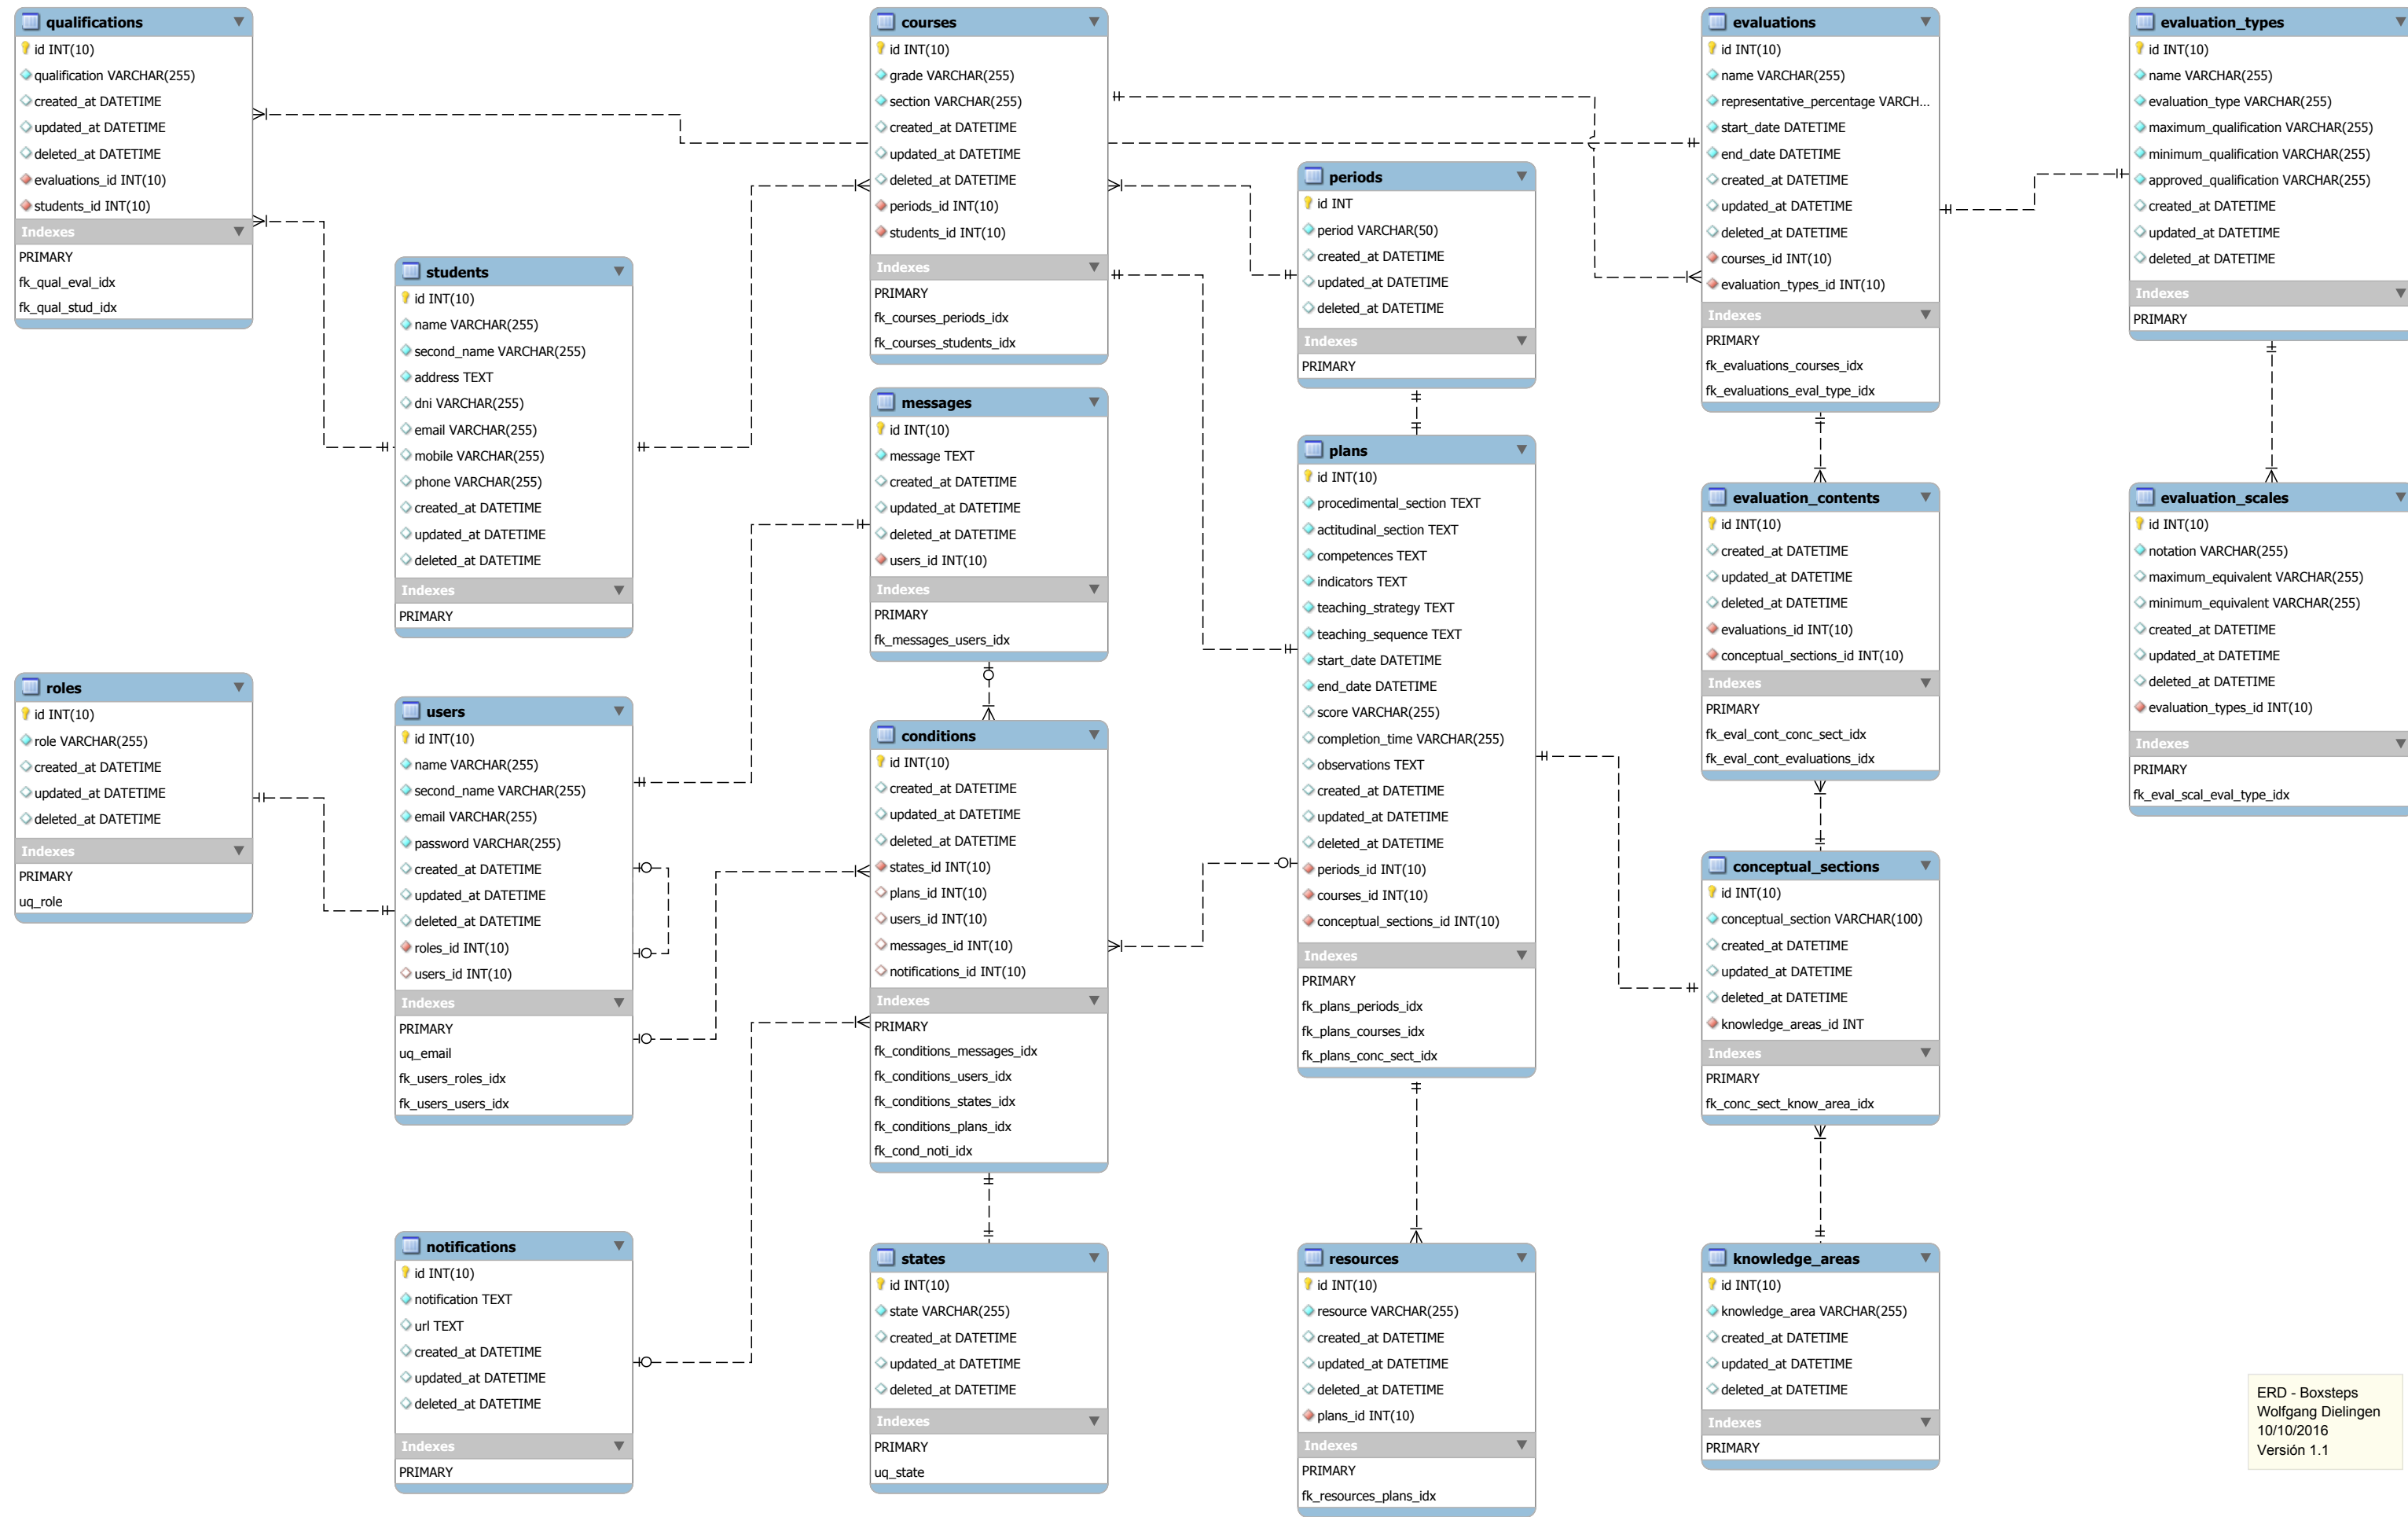 qualifications
id INT(10)
qualification VARCHAR(255)
created_at DATETIME
updated_at DATETIME
deleted_at DATETIME
evaluations_id INT(10)
students_id INT(10)
Indexes
PRIMARY
fk_qual_eval_idx
fk_qual_stud_idx
students
id INT(10)
name VARCHAR(255)
second_name VARCHAR(255)
address TEXT
dni VARCHAR(255)
email VARCHAR(255)
mobile VARCHAR(255)
phone VARCHAR(255)
created_at DATETIME
updated_at DATETIME
deleted_at DATETIME
Indexes
PRIMARY
roles
id INT(10)
role VARCHAR(255)
created_at DATETIME
updated_at DATETIME
deleted_at DATETIME
Indexes
PRIMARY
uq_role
users
id INT(10)
name VARCHAR(255)
second_name VARCHAR(255)
email VARCHAR(255)
password VARCHAR(255)
created_at DATETIME
updated_at DATETIME
deleted_at DATETIME
roles_id INT(10)
users_id INT(10)
Indexes
PRIMARY
uq_email
fk_users_roles_idx
fk_users_users_idx
notifications
id INT(10)
notification TEXT
url TEXT
created_at DATETIME
updated_at DATETIME
deleted_at DATETIME
Indexes
PRIMARY
courses
id INT(10)
grade VARCHAR(255)
section VARCHAR(255)
created_at DATETIME
updated_at DATETIME
deleted_at DATETIME
periods_id INT(10)
students_id INT(10)
Indexes
PRIMARY
fk_courses_periods_idx
fk_courses_students_idx
messages
id INT(10)
message TEXT
created_at DATETIME
updated_at DATETIME
deleted_at DATETIME
users_id INT(10)
Indexes
PRIMARY
fk_messages_users_idx
conditions
id INT(10)
created_at DATETIME
updated_at DATETIME
deleted_at DATETIME
states_id INT(10)
plans_id INT(10)
users_id INT(10)
messages_id INT(10)
notifications_id INT(10)
Indexes
PRIMARY
fk_conditions_messages_idx
fk_conditions_users_idx
fk_conditions_states_idx
fk_conditions_plans_idx
fk_cond_noti_idx
states
id INT(10)
state VARCHAR(255)
created_at DATETIME
updated_at DATETIME
deleted_at DATETIME
Indexes
PRIMARY
uq_state
periods
id INT
period VARCHAR(50)
created_at DATETIME
updated_at DATETIME
deleted_at DATETIME
Indexes
PRIMARY
plans
id INT(10)
procedimental_section TEXT
actitudinal_section TEXT
competences TEXT
indicators TEXT
teaching_strategy TEXT
teaching_sequence TEXT
start_date DATETIME
end_date DATETIME
score VARCHAR(255)
completion_time VARCHAR(255)
observations TEXT
created_at DATETIME
updated_at DATETIME
deleted_at DATETIME
periods_id INT(10)
courses_id INT(10)
conceptual_sections_id INT(10)
Indexes
PRIMARY
fk_plans_periods_idx
fk_plans_courses_idx
fk_plans_conc_sect_idx
resources
id INT(10)
resource VARCHAR(255)
created_at DATETIME
updated_at DATETIME
deleted_at DATETIME
plans_id INT(10)
Indexes
PRIMARY
fk_resources_plans_idx
evaluations
id INT(10)
name VARCHAR(255)
representative_percentage VARCH...
start_date DATETIME
end_date DATETIME
created_at DATETIME
updated_at DATETIME
deleted_at DATETIME
courses_id INT(10)
evaluation_types_id INT(10)
Indexes
PRIMARY
fk_evaluations_courses_idx
fk_evaluations_eval_type_idx
evaluation_contents
id INT(10)
created_at DATETIME
updated_at DATETIME
deleted_at DATETIME
evaluations_id INT(10)
conceptual_sections_id INT(10)
Indexes
PRIMARY
fk_eval_cont_conc_sect_idx
fk_eval_cont_evaluations_idx
conceptual_sections
id INT(10)
conceptual_section VARCHAR(100)
created_at DATETIME
updated_at DATETIME
deleted_at DATETIME
knowledge_areas_id INT
Indexes
PRIMARY
fk_conc_sect_know_area_idx
knowledge_areas
id INT(10)
knowledge_area VARCHAR(255)
created_at DATETIME
updated_at DATETIME
deleted_at DATETIME
Indexes
PRIMARY
evaluation_types
id INT(10)
name VARCHAR(255)
evaluation_type VARCHAR(255)
maximum_qualification VARCHAR(255)
minimum_qualification VARCHAR(255)
approved_qualification VARCHAR(255)
created_at DATETIME
updated_at DATETIME
deleted_at DATETIME
Indexes
PRIMARY
evaluation_scales
id INT(10)
notation VARCHAR(255)
maximum_equivalent VARCHAR(255)
minimum_equivalent VARCHAR(255)
created_at DATETIME
updated_at DATETIME
deleted_at DATETIME
evaluation_types_id INT(10)
Indexes
PRIMARY
fk_eval_scal_eval_type_idx
ERD - Boxsteps
Wolfgang Dielingen
10/10/2016
Versión 1.1